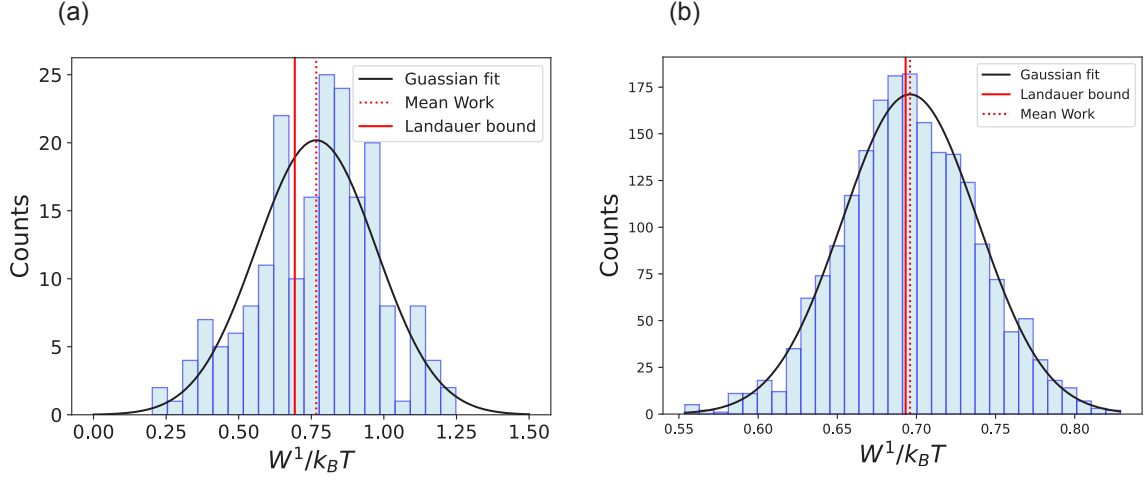 (a)
25
20
15
10
5
0
Counts
0.00 0.25 0.50 0.75 1.00 1.25 1.50
W¹/k_BT
Guassian fit
Mean Work
Landauer bound
(b)
175
150
125
100
75
50
25
0
Counts
0.55 0.60 0.65 0.70 0.75 0.80
W¹/k_BT
Gaussian fit
Landauer bound
Mean Work